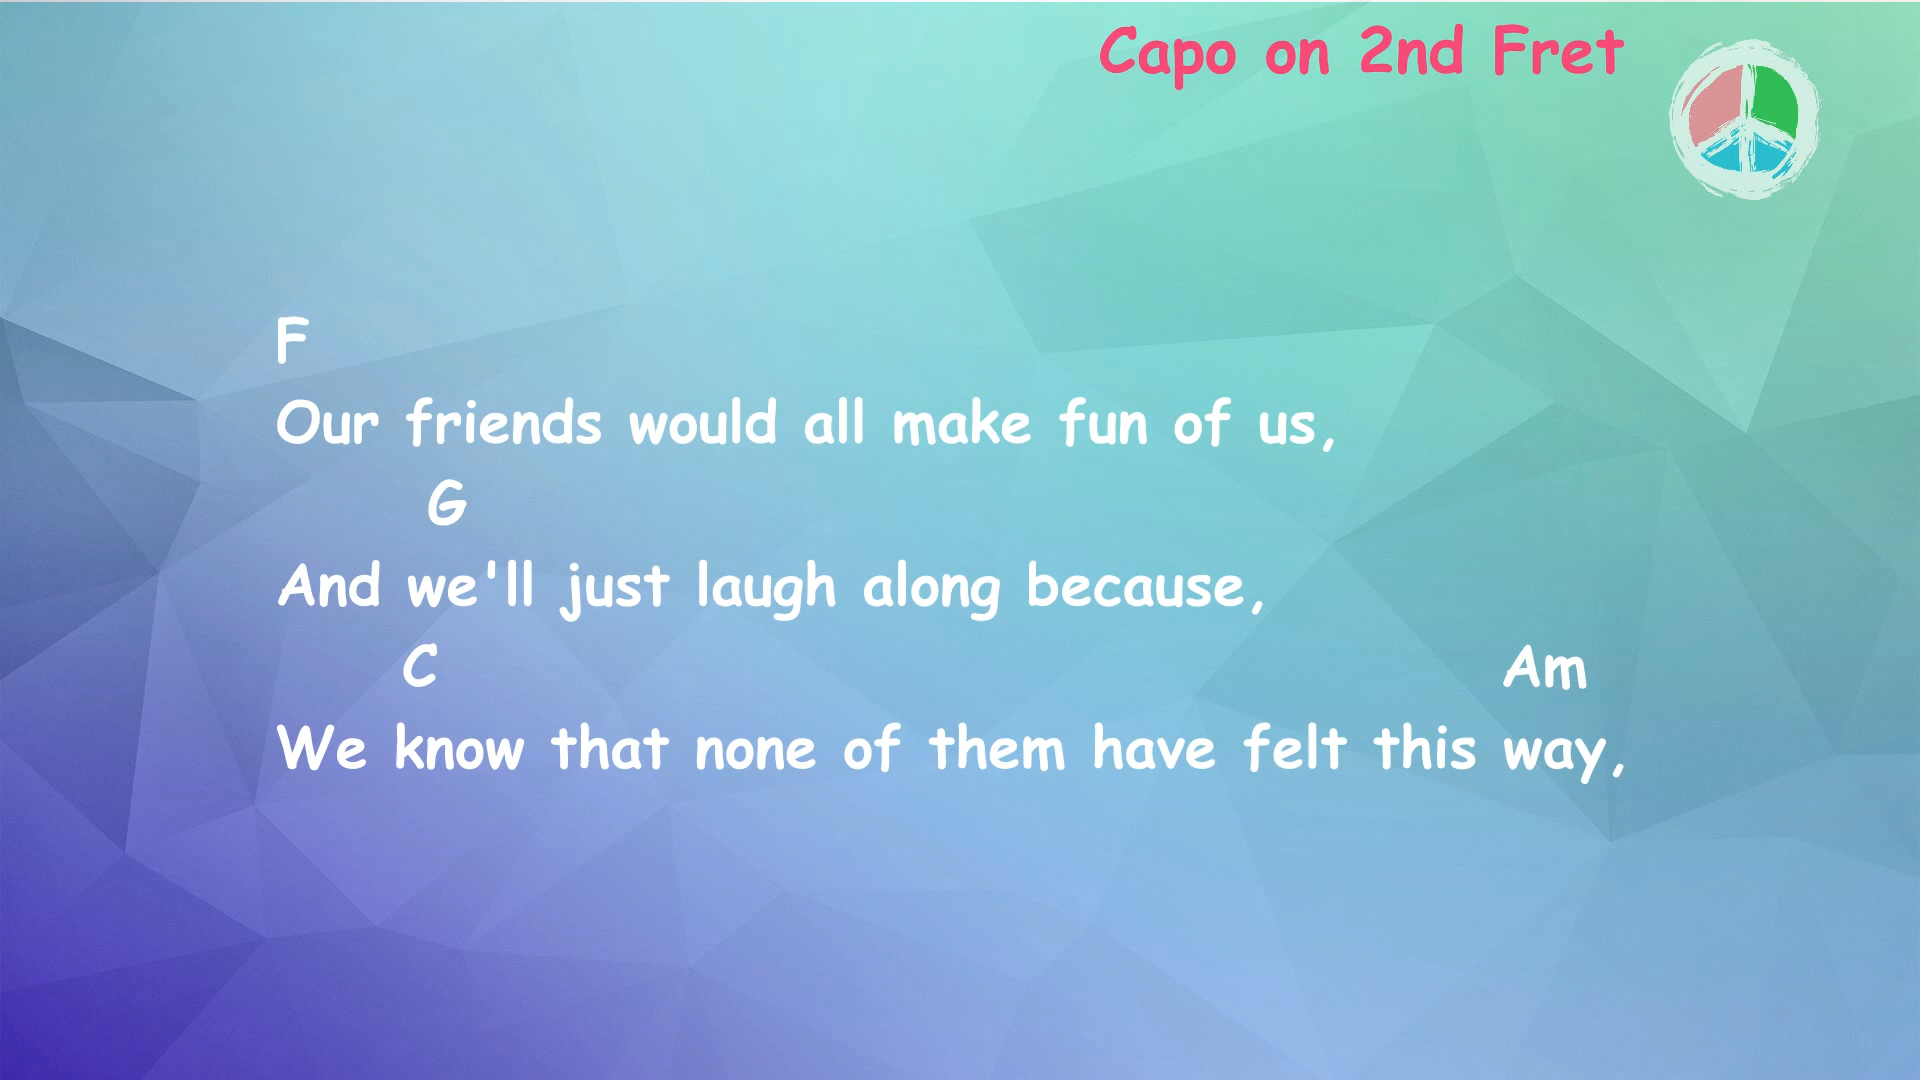 Capo on 2nd Fret
F
Our friends would all make fun of us,
G
And we'll just laugh along because,
C Am
We know that none of them have felt this way,